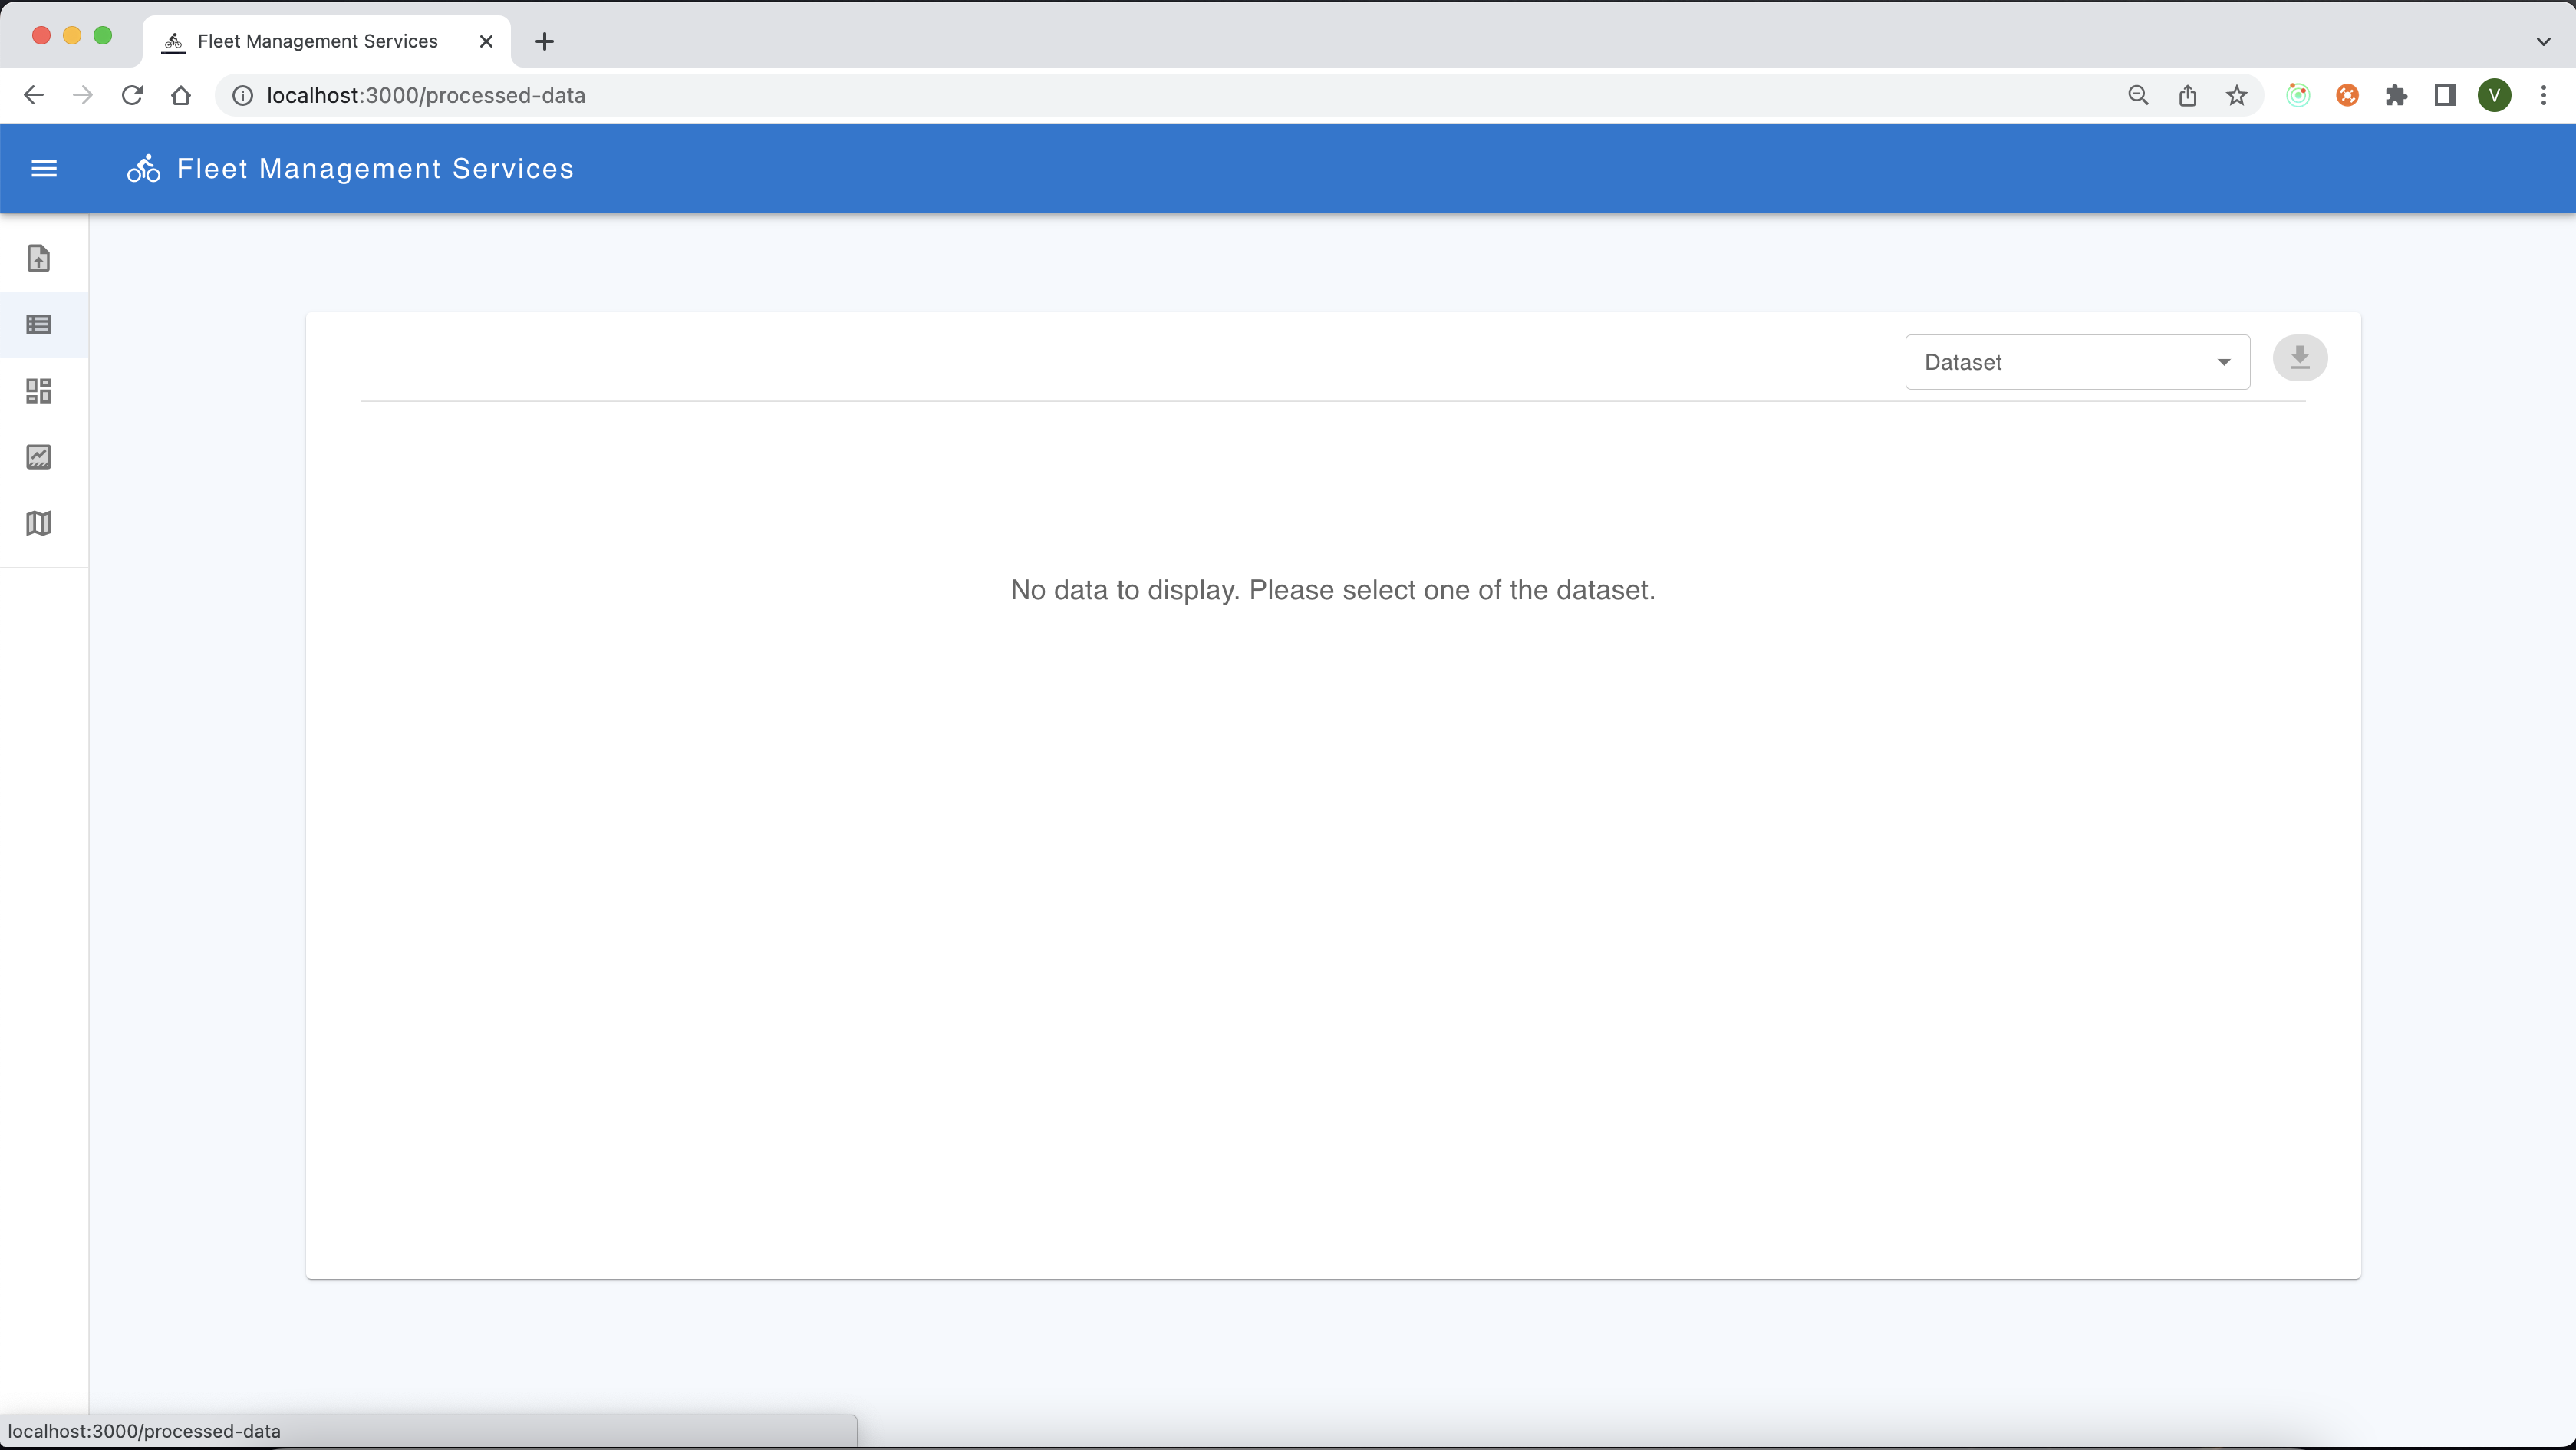 Fleet Management Services
localhost:3000/processed-data
V
Fleet Management Services
Dataset
No data to display. Please select one of the dataset.
localhost:3000/processed-data